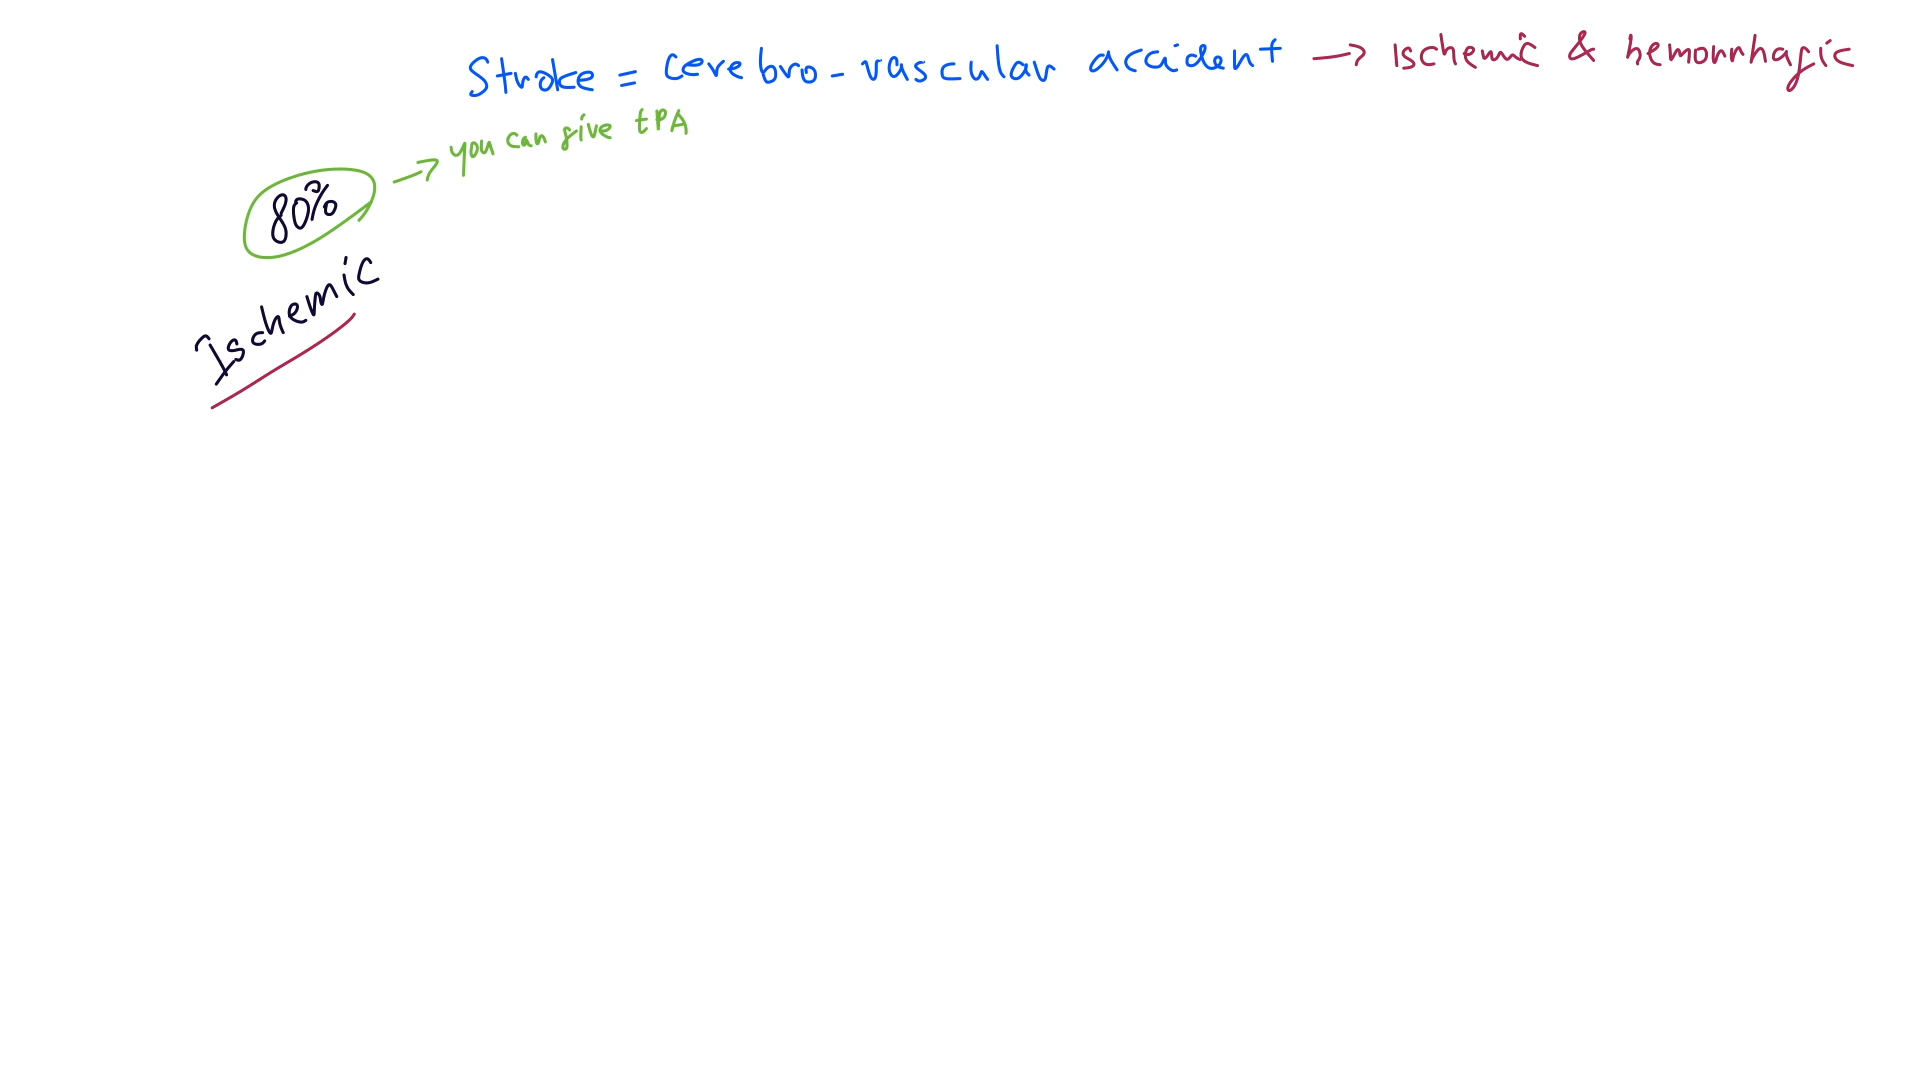 Stroke = cerebro-vascular accident → Ischemic & hemorrhagic
you can give tPA
80%
Ischemic